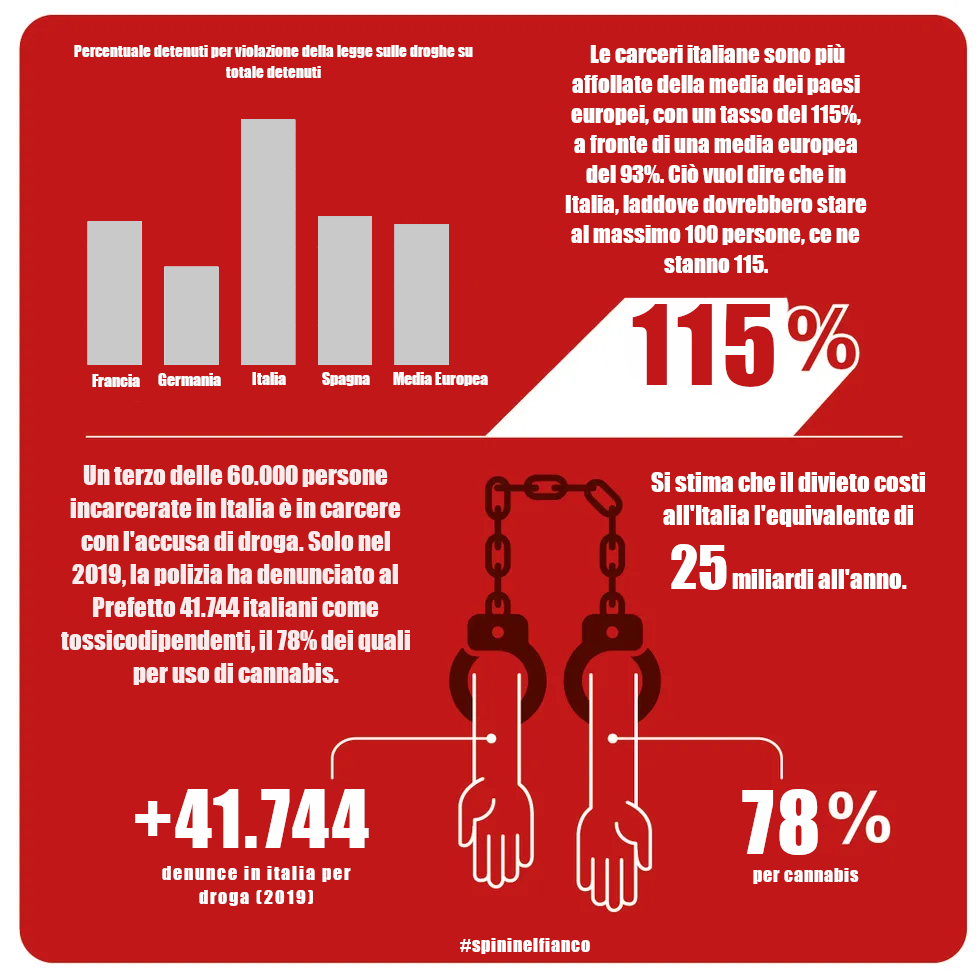 Percentuale detenuti per violazione della legge sulle droghe su
totale detenuti
Francia
Germania
Italia
Spagna
Media Europea
Le carceri italiane sono più
affollate della media dei paesi
europei, con un tasso del 115%,
a fronte di una media europea
del 93%. Ciò vuol dire che in
Italia, laddove dovrebbero stare
al massimo 100 persone, ce ne
stanno 115.
115%
Un terzo delle 60.000 persone
incarcerate in Italia è in carcere
con l'accusa di droga. Solo nel
2019, la polizia ha denunciato al
Prefetto 41.744 italiani come
tossicodipendenti, il 78% dei quali
per uso di cannabis.
Si stima che il divieto costi
all'Italia l'equivalente di
25 miliardi all'anno.
+41.744
denunce in italia per
droga (2019)
78%
per cannabis
#spininelfianco